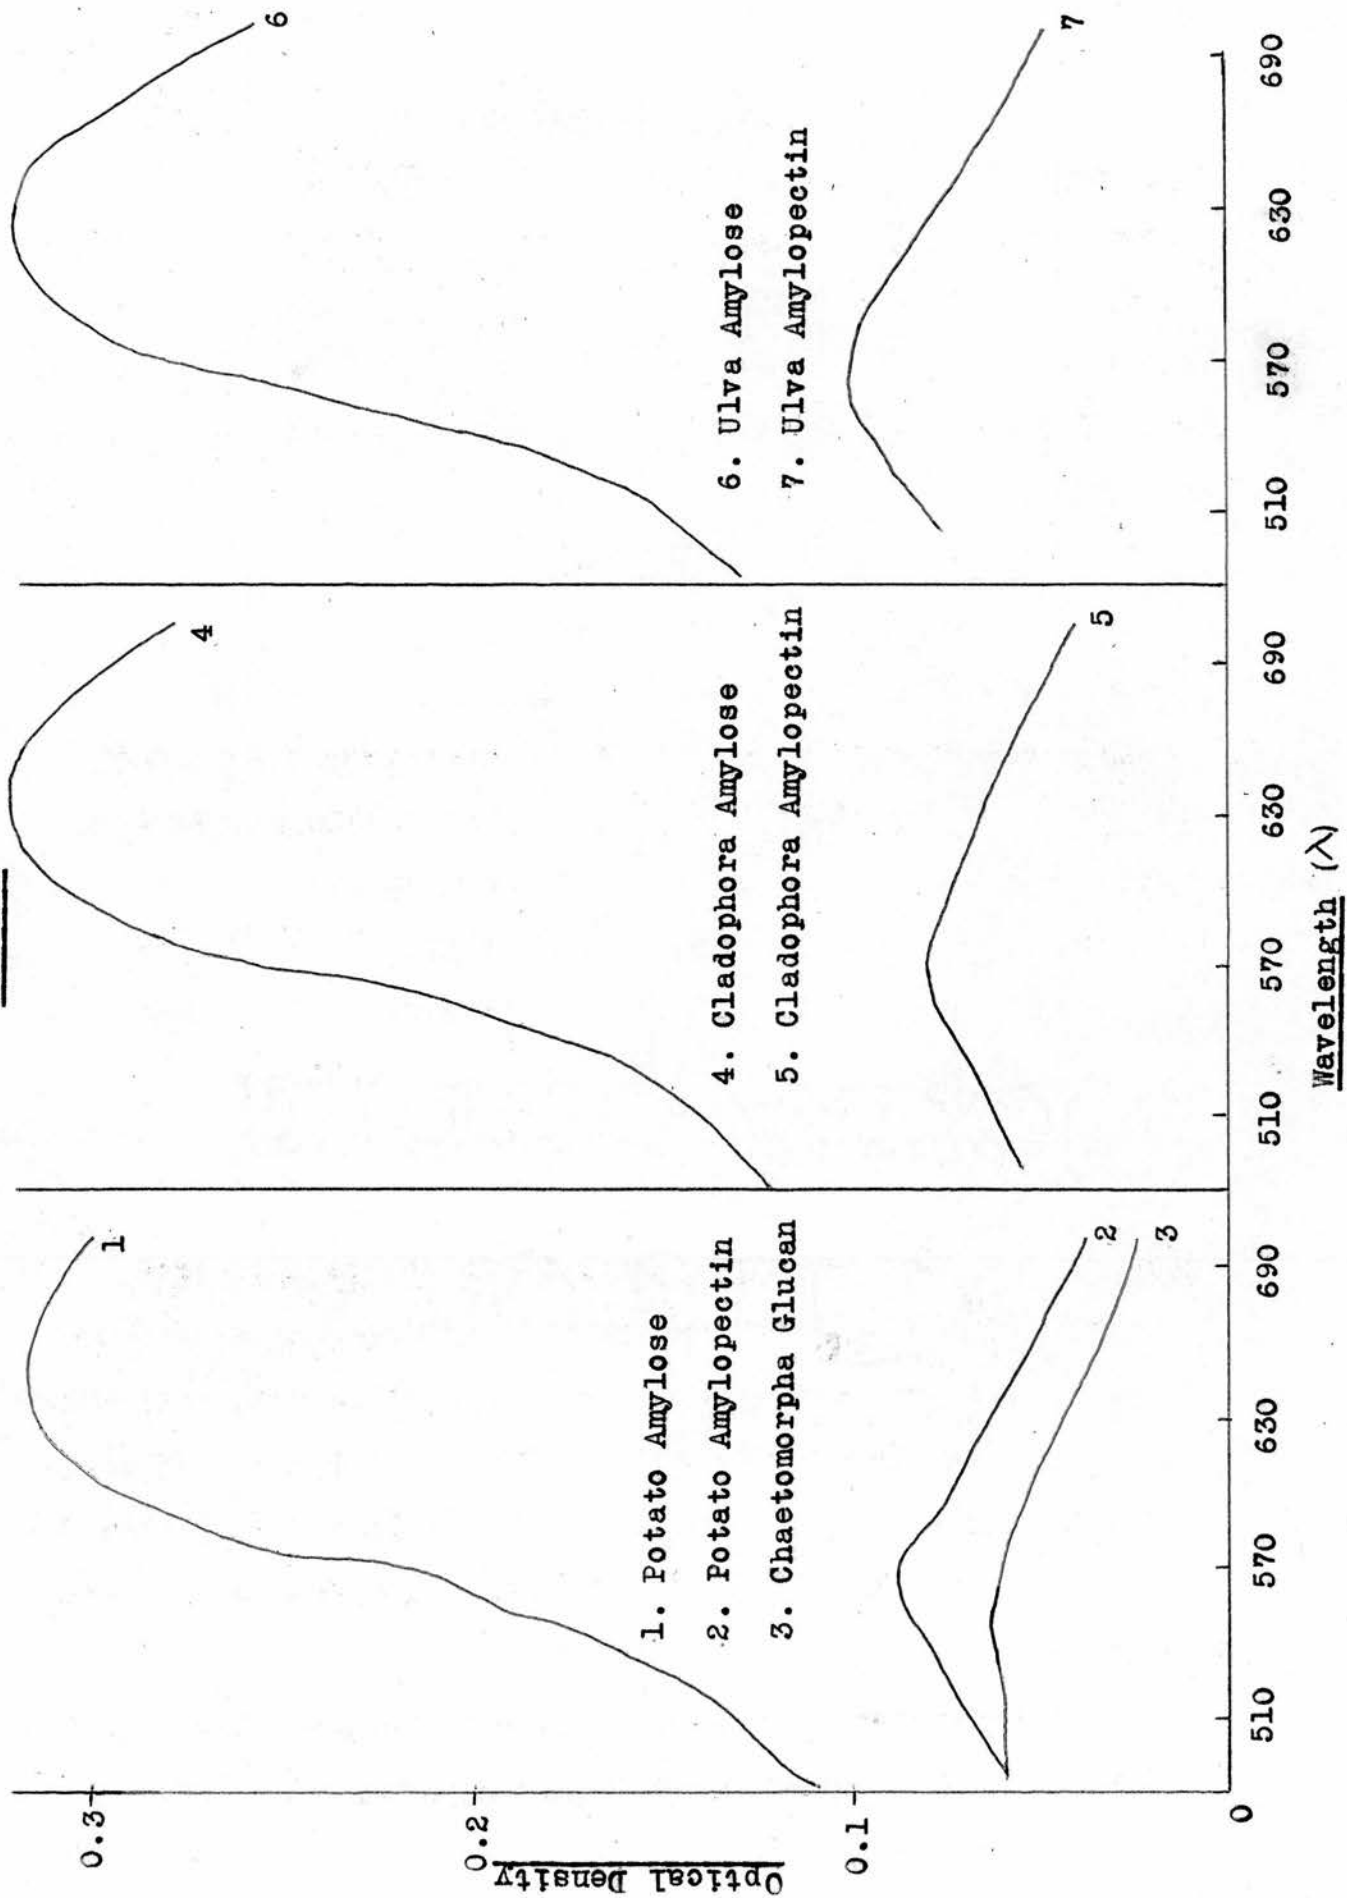 Optical Density
0.3
0.2
0.1
0
1
2
3
1. Potato Amylose
2. Potato Amylopectin
3. Chaetomorpha Glucan
510 570 630 690
4
5
4. Cladophora Amylose
5. Cladophora Amylopectin
510 570 630 690
6
7
6. Ulva Amylose
7. Ulva Amylopectin
510 570 630 690
Wavelength (λ)